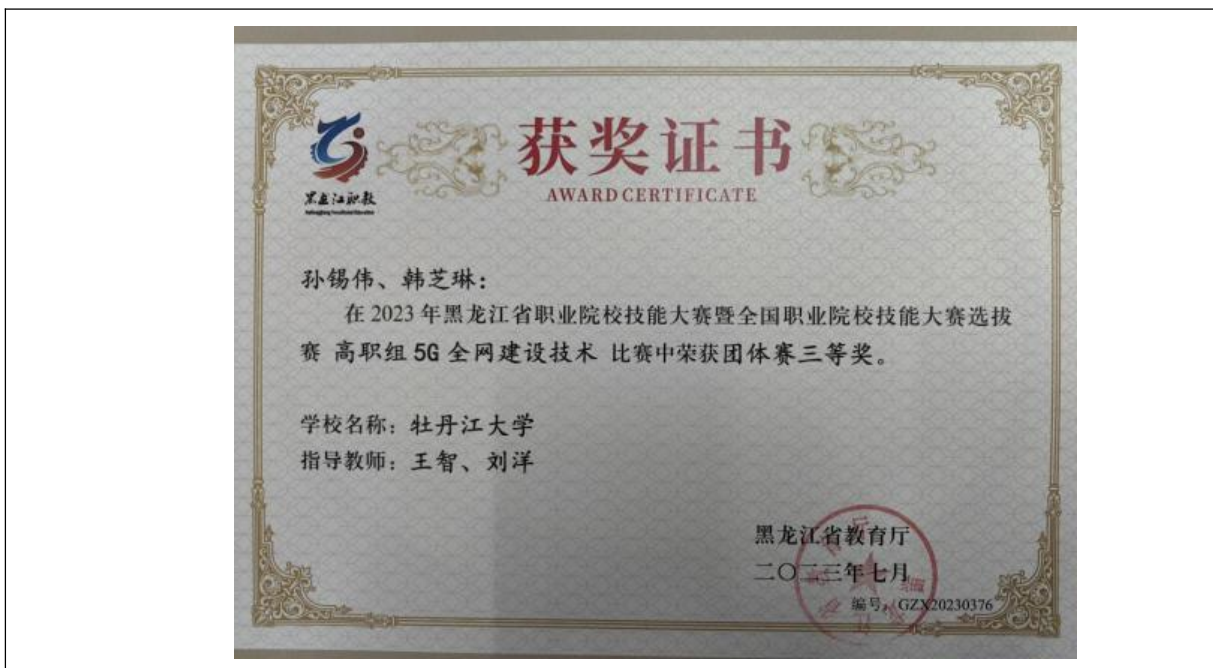 获奖证书
AWARD CERTIFICATE
黑龙江职教
孙锡伟、韩芝琳：
在 2023 年黑龙江省职业院校技能大赛暨全国职业院校技能大赛选拔
赛 高职组 5G 全网建设技术 比赛中荣获团体赛三等奖。
学校名称：牡丹江大学
指导教师：王智、刘洋
黑龙江省教育厅
二〇二三年七月
编号：GZX20230376